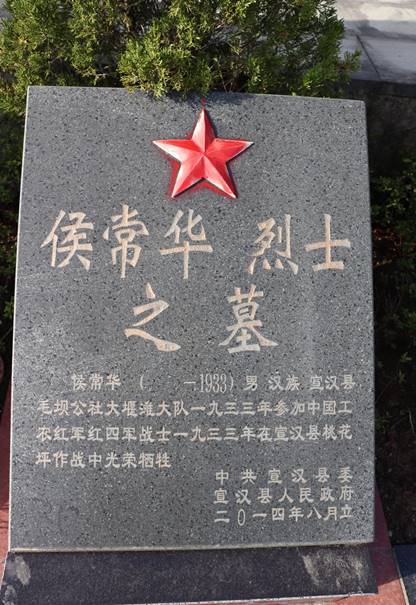 侯常华 烈士
之墓
侯常华 ( —1933) 男 汉族 宣汉县
毛坝公社大堰滩大队一九三三年参加中国工
农红军红四军战士一九三三年在宣汉县桃花
坪作战中光荣牺牲
中共宣汉县委
宣汉县人民政府
二0一四年八月立